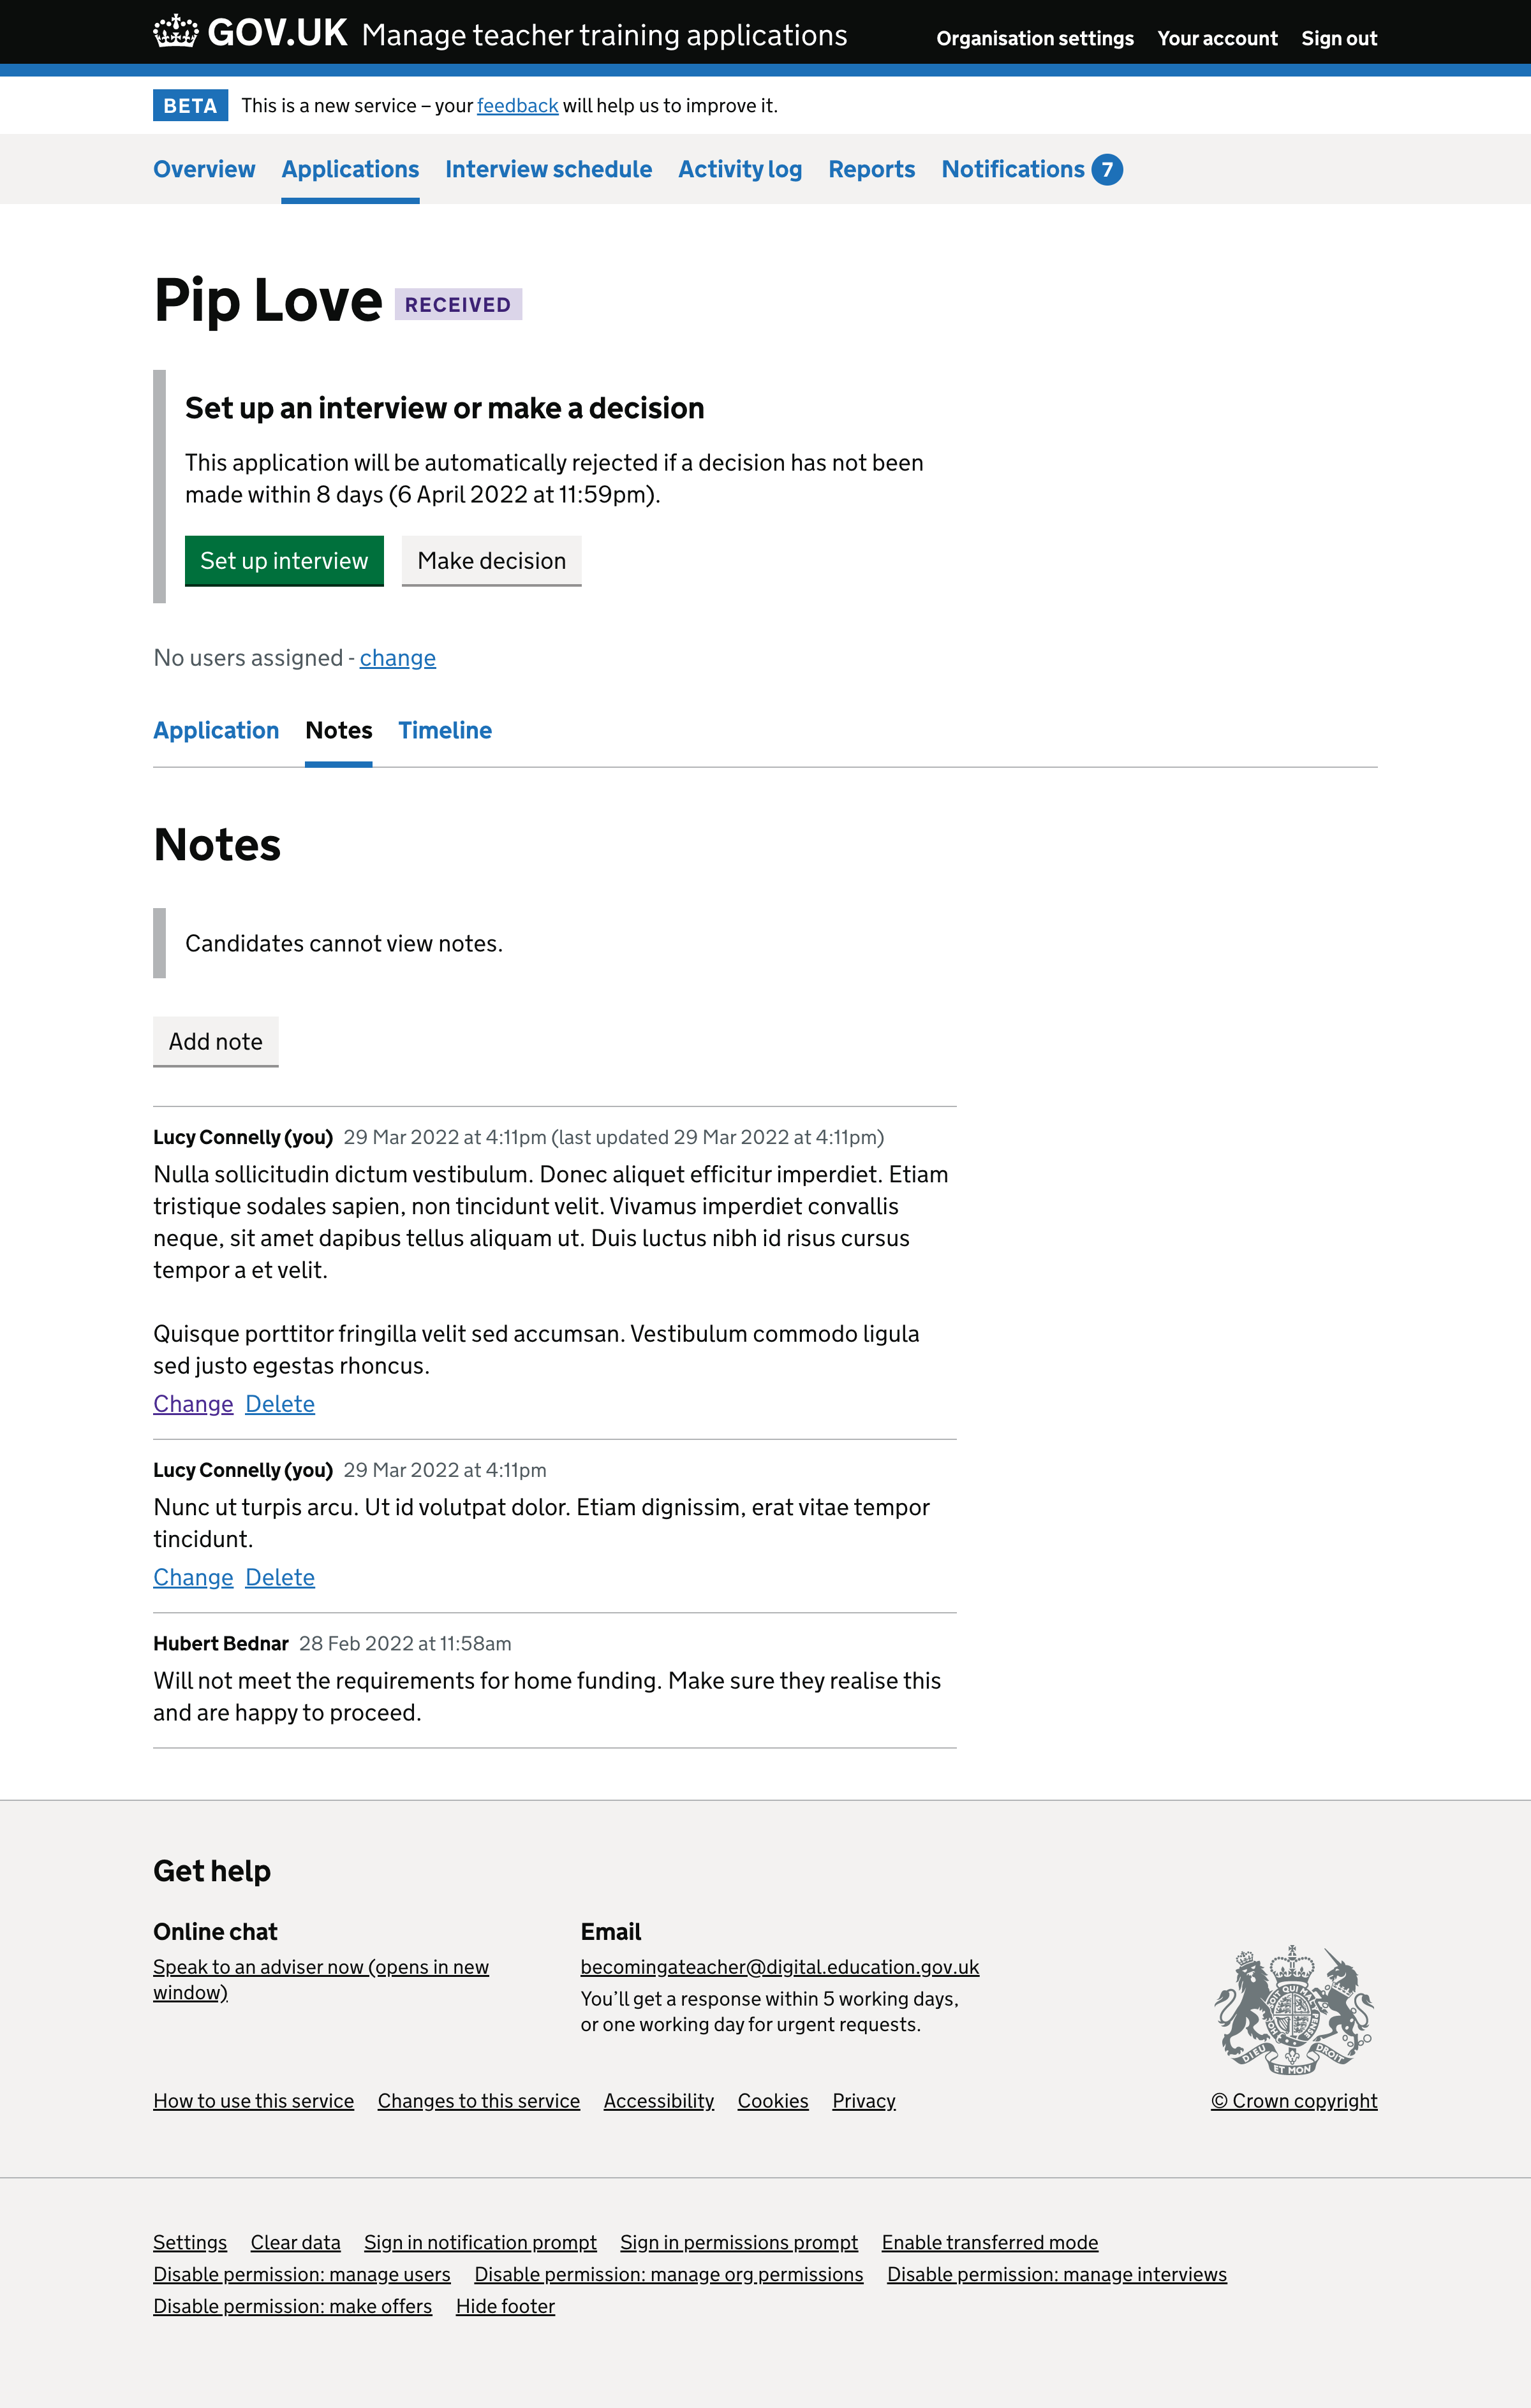 GOV.UK Manage teacher training applications Organisation settings Your account Sign out
BETA This is a new service – your feedback will help us to improve it.
Overview Applications Interview schedule Activity log Reports Notifications 7
Pip Love RECEIVED
Set up an interview or make a decision
This application will be automatically rejected if a decision has not been
made within 8 days (6 April 2022 at 11:59pm).
Set up interview Make decision
No users assigned - change
Application Notes Timeline
Notes
Candidates cannot view notes.
Add note
Lucy Connelly (you) 29 Mar 2022 at 4:11pm (last updated 29 Mar 2022 at 4:11pm)
Nulla sollicitudin dictum vestibulum. Donec aliquet efficitur imperdiet. Etiam
tristique sodales sapien, non tincidunt velit. Vivamus imperdiet convallis
neque, sit amet dapibus tellus aliquam ut. Duis luctus nibh id risus cursus
tempor a et velit.
Quisque porttitor fringilla velit sed accumsan. Vestibulum commodo ligula
sed justo egestas rhoncus.
Change Delete
Lucy Connelly (you) 29 Mar 2022 at 4:11pm
Nunc ut turpis arcu. Ut id volutpat dolor. Etiam dignissim, erat vitae tempor
tincidunt.
Change Delete
Hubert Bednar 28 Feb 2022 at 11:58am
Will not meet the requirements for home funding. Make sure they realise this
and are happy to proceed.
Get help
Online chat
Speak to an adviser now (opens in new
window)
Email
becomingateacher@digital.education.gov.uk
You’ll get a response within 5 working days,
or one working day for urgent requests.
DIEU ET MON DROIT
How to use this service Changes to this service Accessibility Cookies Privacy
© Crown copyright
Settings Clear data Sign in notification prompt Sign in permissions prompt Enable transferred mode
Disable permission: manage users Disable permission: manage org permissions Disable permission: manage interviews
Disable permission: make offers Hide footer